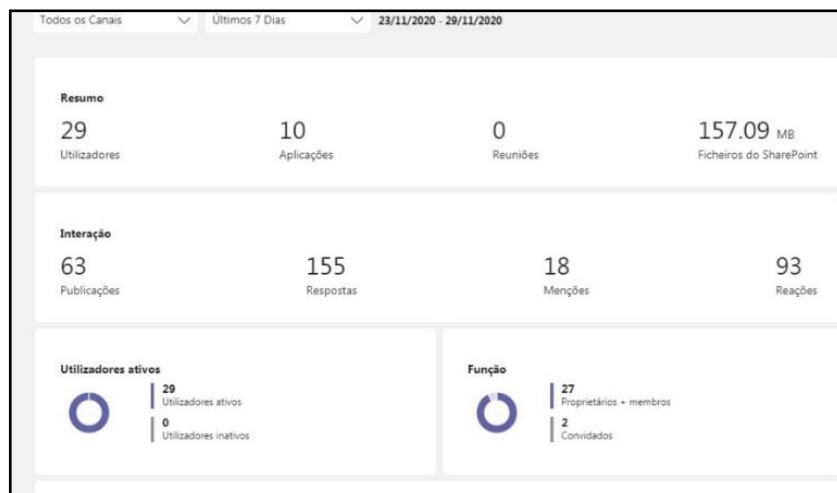 Todos os Canais Últimos 7 Dias 23/11/2020 - 29/11/2020
Resumo
29 10 0 157.09 MB
Utilizadores Aplicações Reuniões Ficheiros do SharePoint
Interação
63 155 18 93
Publicações Respostas Menções Reações
Utilizadores ativos Função
29 27
Utilizadores ativos Proprietários + membros
0 2
Utilizadores inativos Convidados